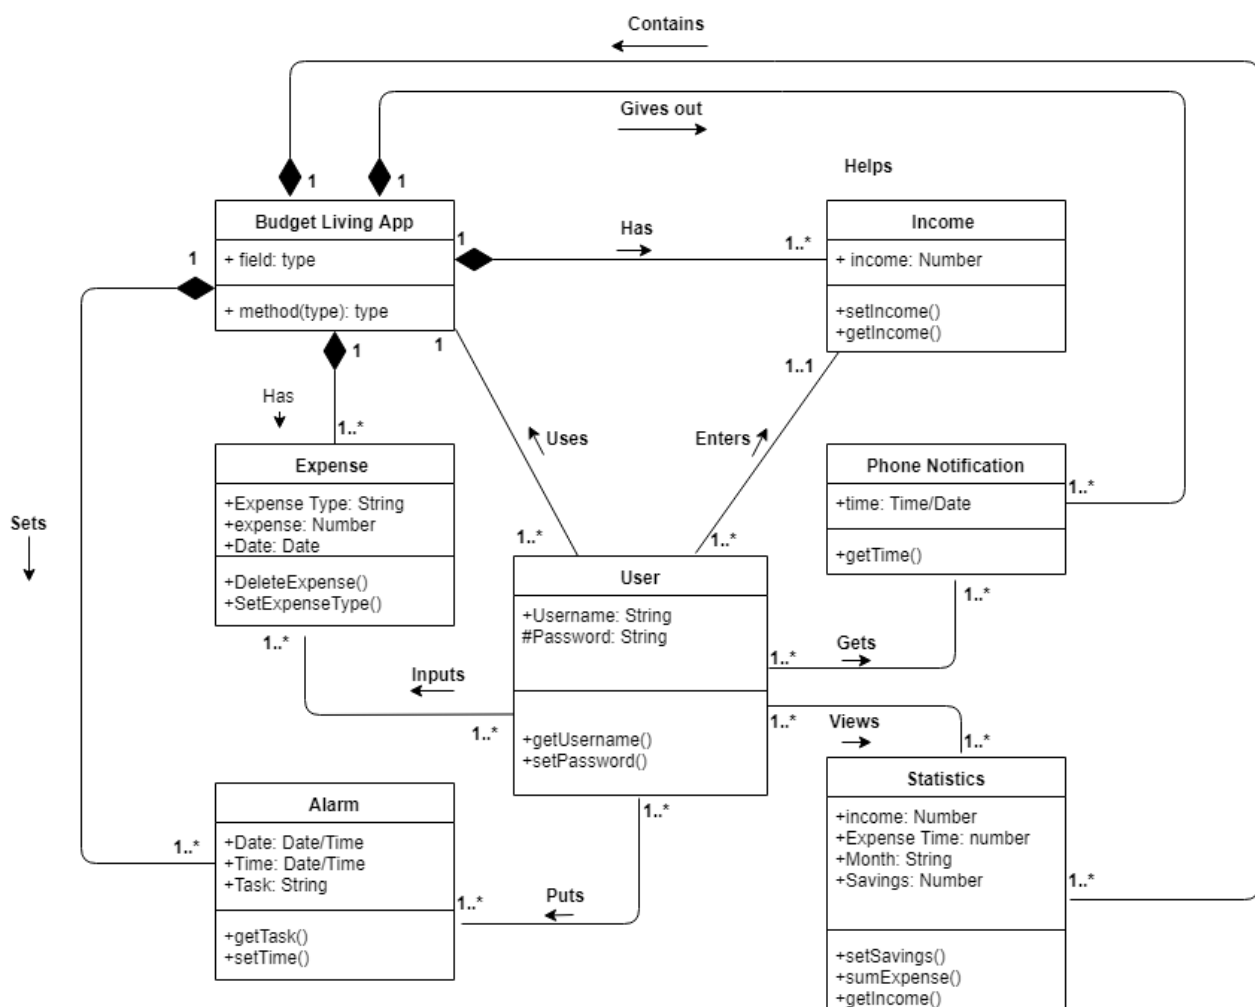 Contains
Gives out
Helps
1
1
Budget Living App
+ field: type
+ method(type): type
1
1
1
1
Has
1..*
Income
+ income: Number
+setIncome()
+getIncome()
1..1
Has
1..*
Uses
Enters
Expense
+Expense Type: String
+expense: Number
+Date: Date
+DeleteExpense()
+SetExpenseType()
1..*
Phone Notification
+time: Time/Date
+getTime()
1..*
1..*
Sets
1..*
1..*
User
+Username: String
#Password: String
+getUsername()
+setPassword()
Inputs
1..*
1..*
Gets
1..*
Views
1..*
Statistics
+income: Number
+Expense Time: number
+Month: String
+Savings: Number
+setSavings()
+sumExpense()
+getIncome()
1..*
Alarm
+Date: Date/Time
+Time: Date/Time
+Task: String
+getTask()
+setTime()
1..*
1..*
Puts
1..*